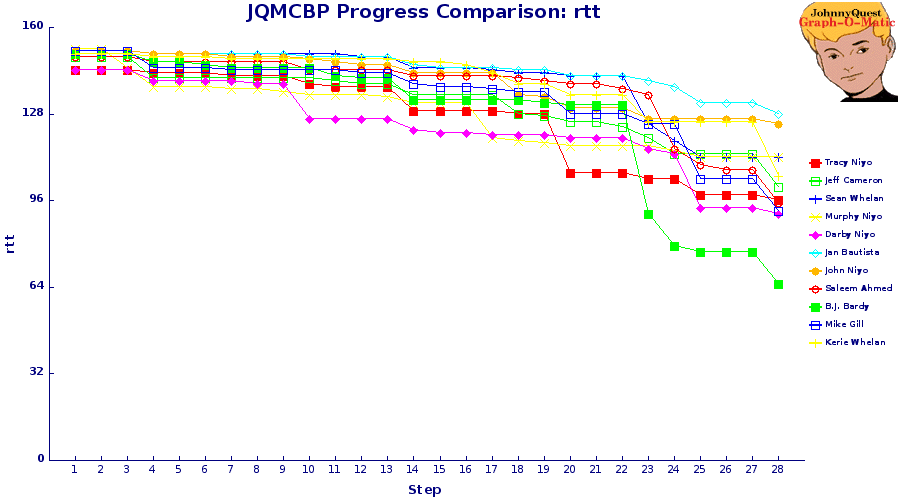 JQMCBP Progress Comparison: rtt
JohnnyQuest
Graph-O-Matic
160
128
96
64
32
0
rtt
1 2 3 4 5 6 7 8 9 10 11 12 13 14 15 16 17 18 19 20 21 22 23 24 25 26 27 28
Step
Tracy Niyo
Jeff Cameron
Sean Whelan
Murphy Niyo
Darby Niyo
Jan Bautista
John Niyo
Saleem Ahmed
B.J. Bardy
Mike Gill
Kerie Whelan